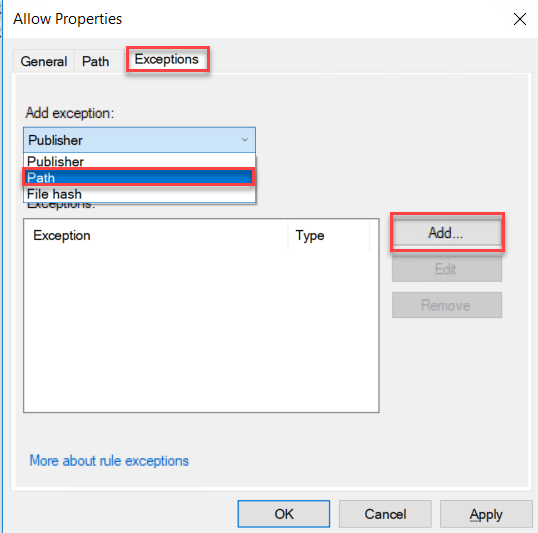 Allow Properties
General Path Exceptions
Add exception:
Publisher
Publisher
Path
File hash
Exceptions:
Exception Type
Add...
Edit
Remove
More about rule exceptions
OK Cancel Apply